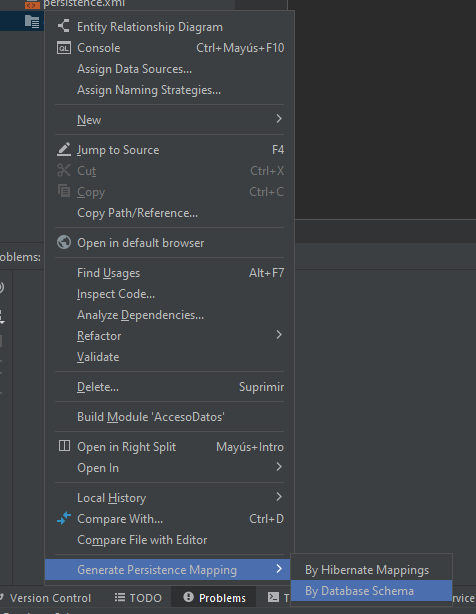 persistence.xml
Entity Relationship Diagram
QL Console Ctrl+Mayús+F10
Assign Data Sources...
Assign Naming Strategies...
New
Jump to Source F4
Cut Ctrl+X
Copy Ctrl+C
Copy Path/Reference...
Open in default browser
oblems:
Find Usages Alt+F7
Inspect Code...
Analyze Dependencies...
Refactor
Validate
Delete... Suprimir
Build Module 'AccesoDatos'
Open in Right Split Mayús+Intro
Open In
Local History
Compare With... Ctrl+D
Compare File with Editor
Generate Persistence Mapping
By Hibernate Mappings
By Database Schema
Version Control TODO Problems T ervice